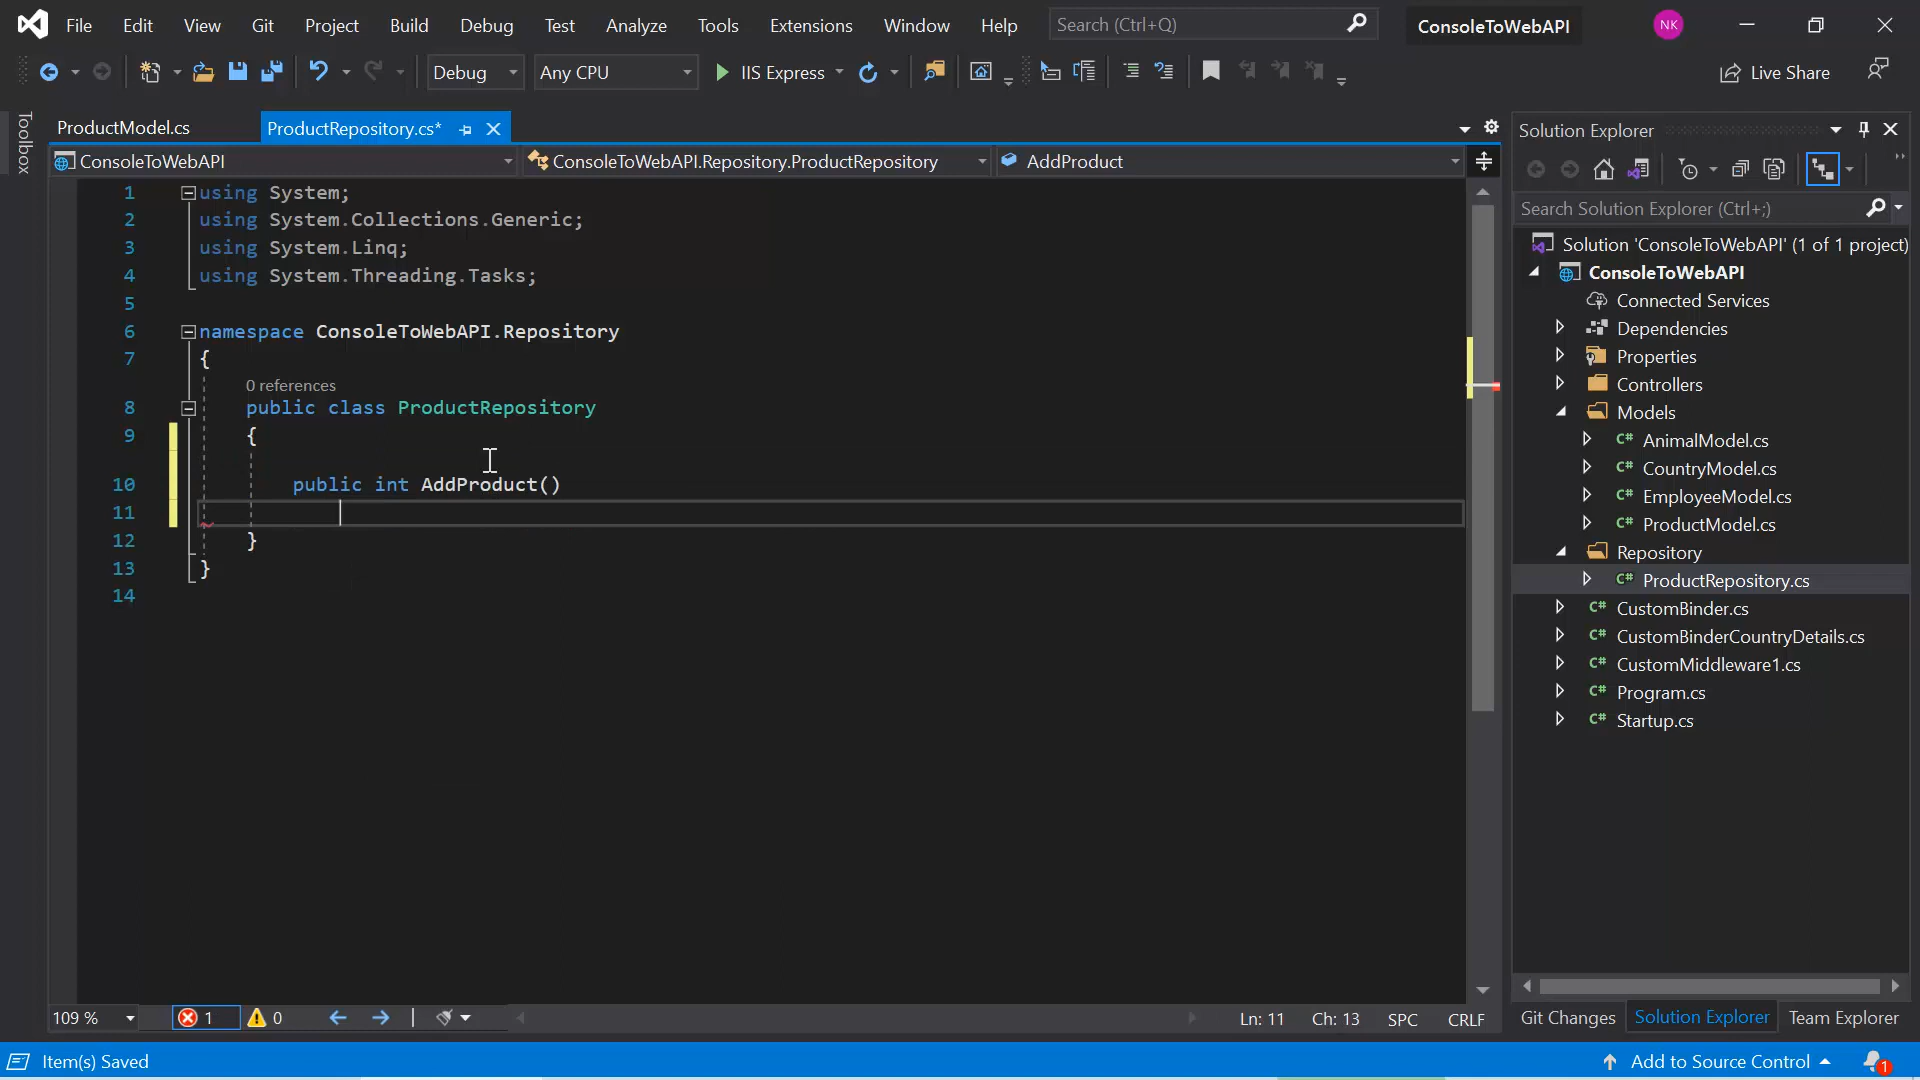 File Edit View Git Project Build Debug Test Analyze Tools Extensions Window Help Search (Ctrl+Q) ConsoleToWebAPI NK
Debug Any CPU IIS Express Live Share
Toolbox
ProductModel.cs ProductRepository.cs*
ConsoleToWebAPI ConsoleToWebAPI.Repository.ProductRepository AddProduct
1 using System;
2 using System.Collections.Generic;
3 using System.Linq;
4 using System.Threading.Tasks;
5
6 namespace ConsoleToWebAPI.Repository
7 {
0 references
8 public class ProductRepository
9 {
10 public int AddProduct()
11
12 }
13 }
14
109 % 1 0 Ln: 11 Ch: 13 SPC CRLF
Solution Explorer
Search Solution Explorer (Ctrl+;)
Solution 'ConsoleToWebAPI' (1 of 1 project)
ConsoleToWebAPI
Connected Services
Dependencies
Properties
Controllers
Models
C# AnimalModel.cs
C# CountryModel.cs
C# EmployeeModel.cs
C# ProductModel.cs
Repository
C# ProductRepository.cs
C# CustomBinder.cs
C# CustomBinderCountryDetails.cs
C# CustomMiddleware1.cs
C# Program.cs
C# Startup.cs
Git Changes Solution Explorer Team Explorer
Item(s) Saved Add to Source Control 1